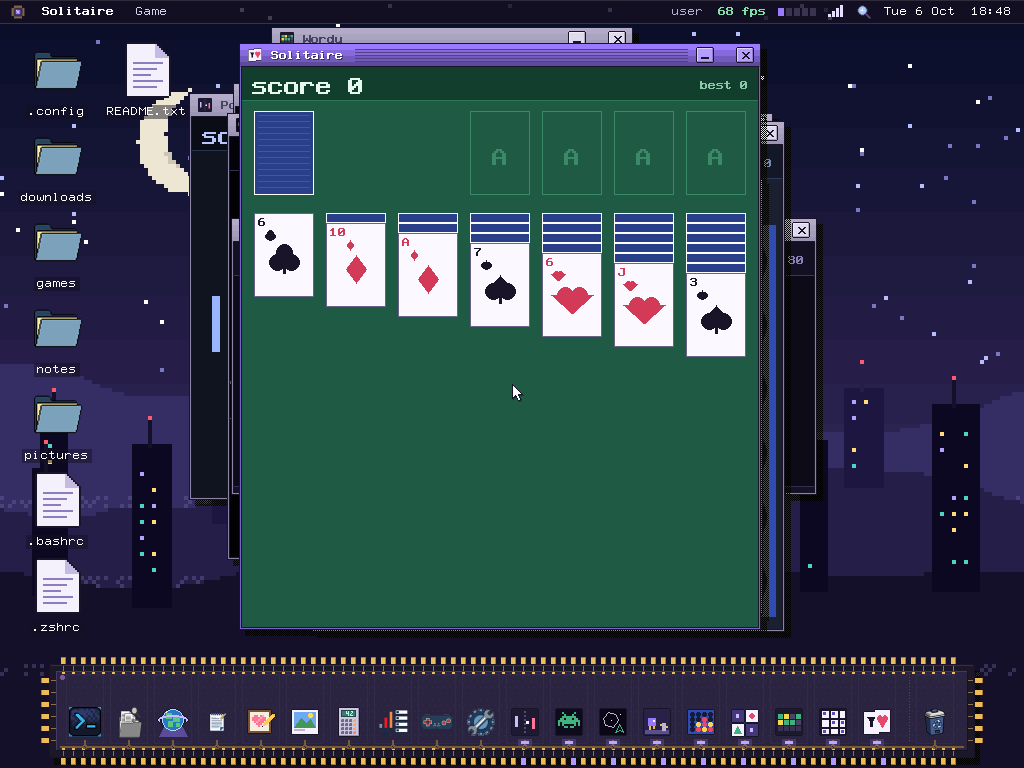 Solitaire Game user 68 fps Tue 6 Oct 18:48
Wordy
Solitaire
score 0 best 0
A A A A
6 10 A 7 6 J 3
80
.config
README.txt
downloads
games
notes
pictures
.bashrc
.zshrc